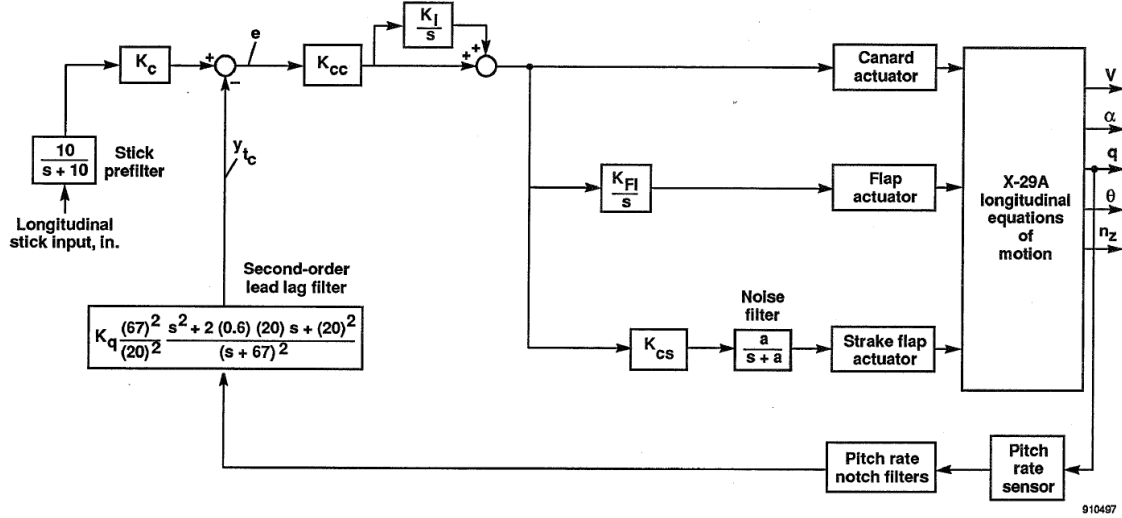 K_I
s
e
K_c
+
−
K_cc
+ +
+
Canard
actuator
V
α
y_tc
10
s + 10
Stick
prefilter
q
K_FI
s
Flap
actuator
X-29A
longitudinal
equations
of
motion
θ
n_z
Longitudinal
stick input, in.
Second-order
lead lag filter
Noise
filter
K_q (67)^2 s^2 + 2 (0.6) (20) s + (20)^2
(20)^2 (s + 67)^2
K_cs
a
s + a
Strake flap
actuator
Pitch rate
notch filters
Pitch
rate
sensor
910497